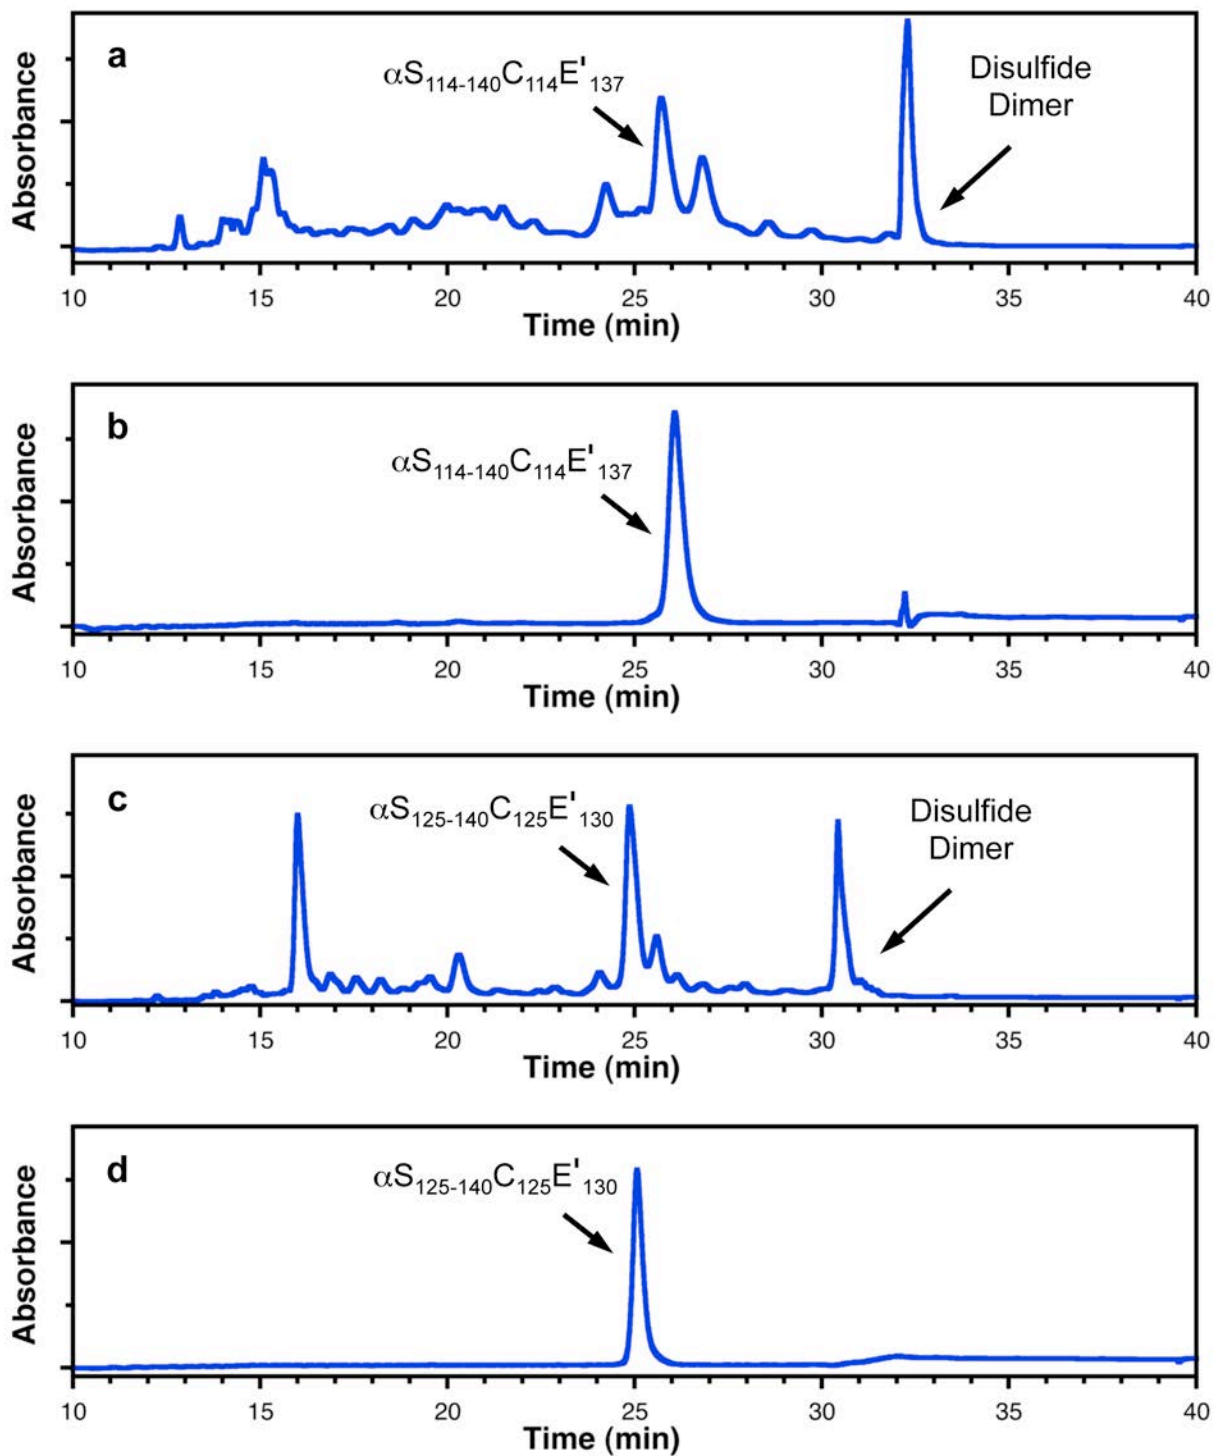 a
αS114-140C114E'137
Disulfide
Dimer
Absorbance
10 15 20 25 30 35 40
Time (min)
b
αS114-140C114E'137
Absorbance
10 15 20 25 30 35 40
Time (min)
c
αS125-140C125E'130
Disulfide
Dimer
Absorbance
10 15 20 25 30 35 40
Time (min)
d
αS125-140C125E'130
Absorbance
10 15 20 25 30 35 40
Time (min)